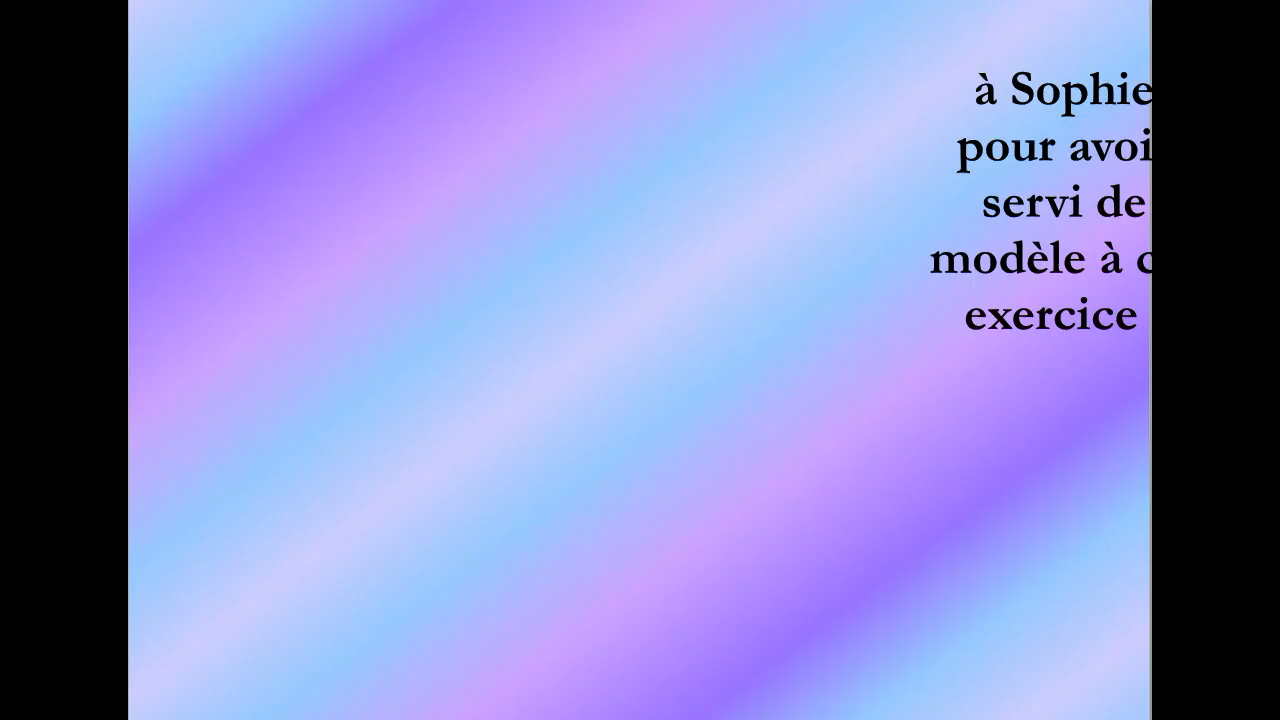 à Sophie
pour avoi
servi de
modèle à c
exercice